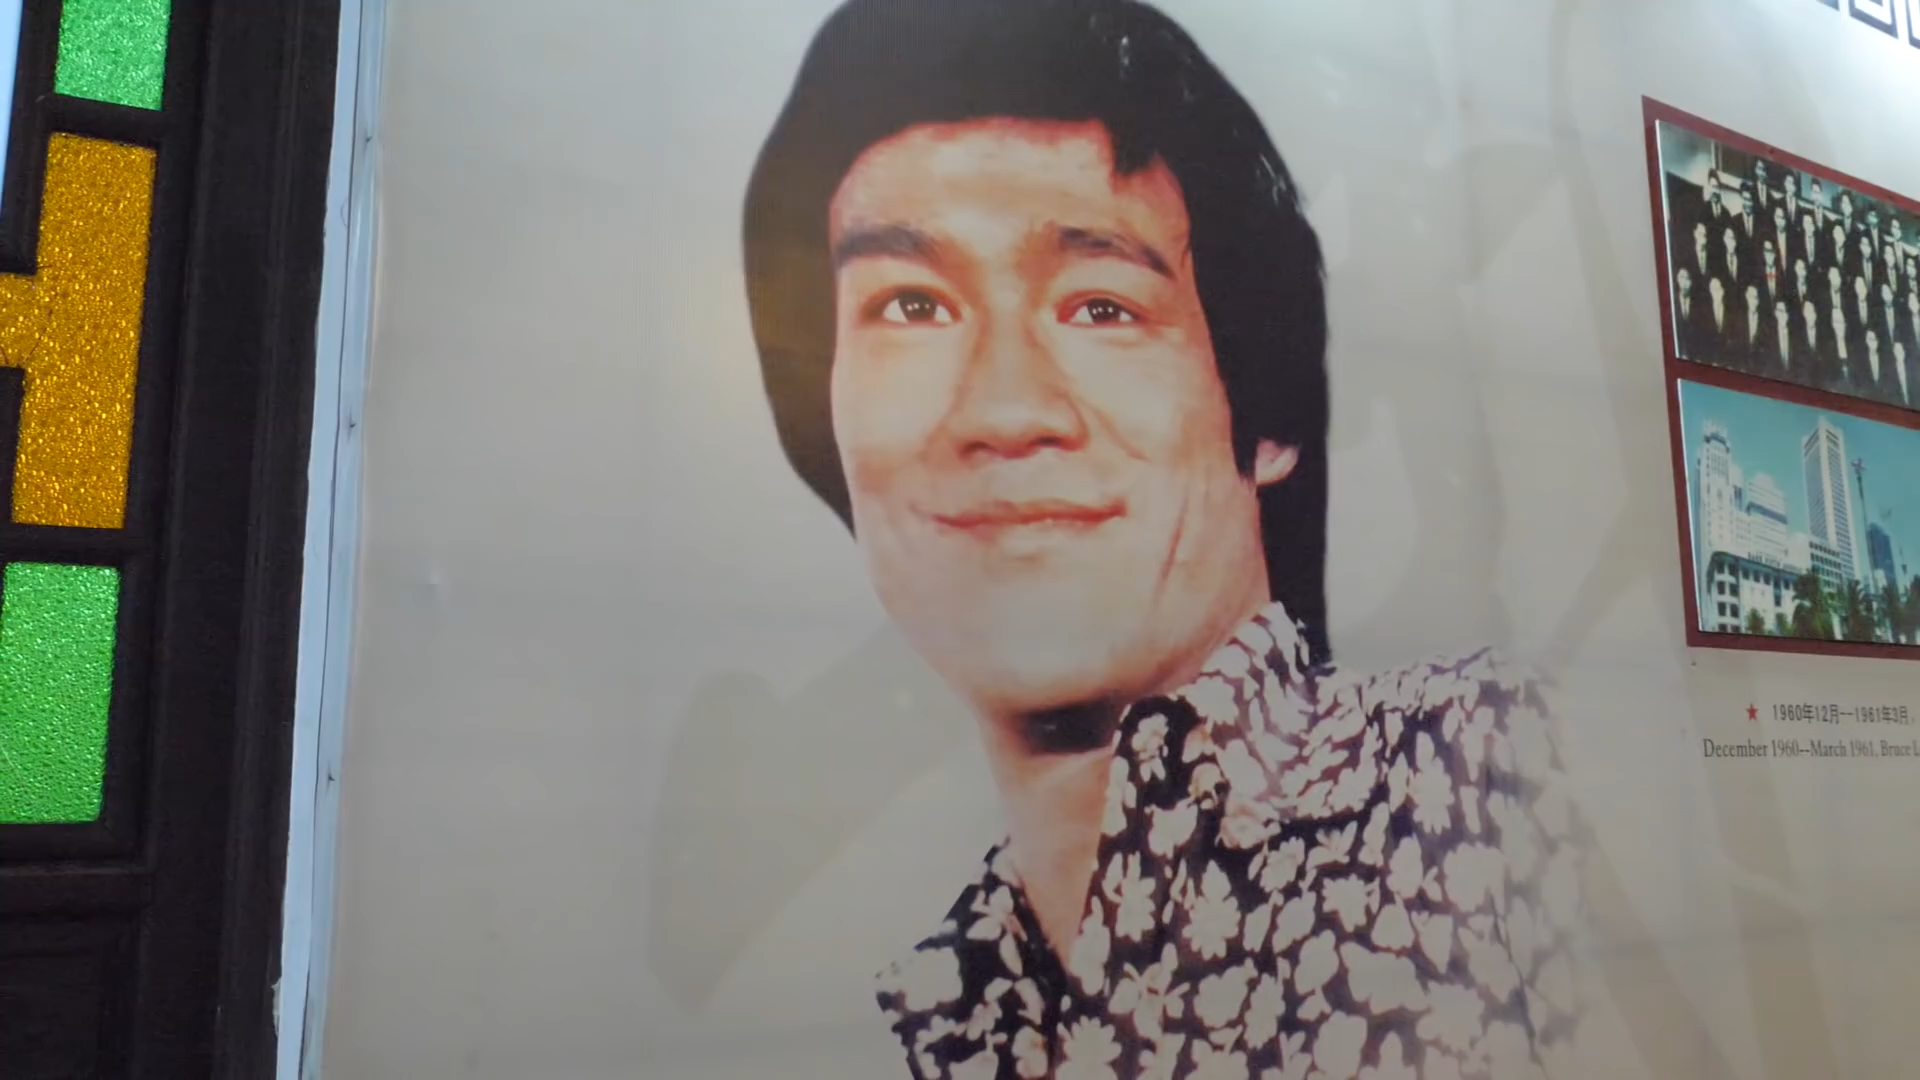 ★ 1960年12月--1961年3月,
December 1960--March 1961, Bruce L